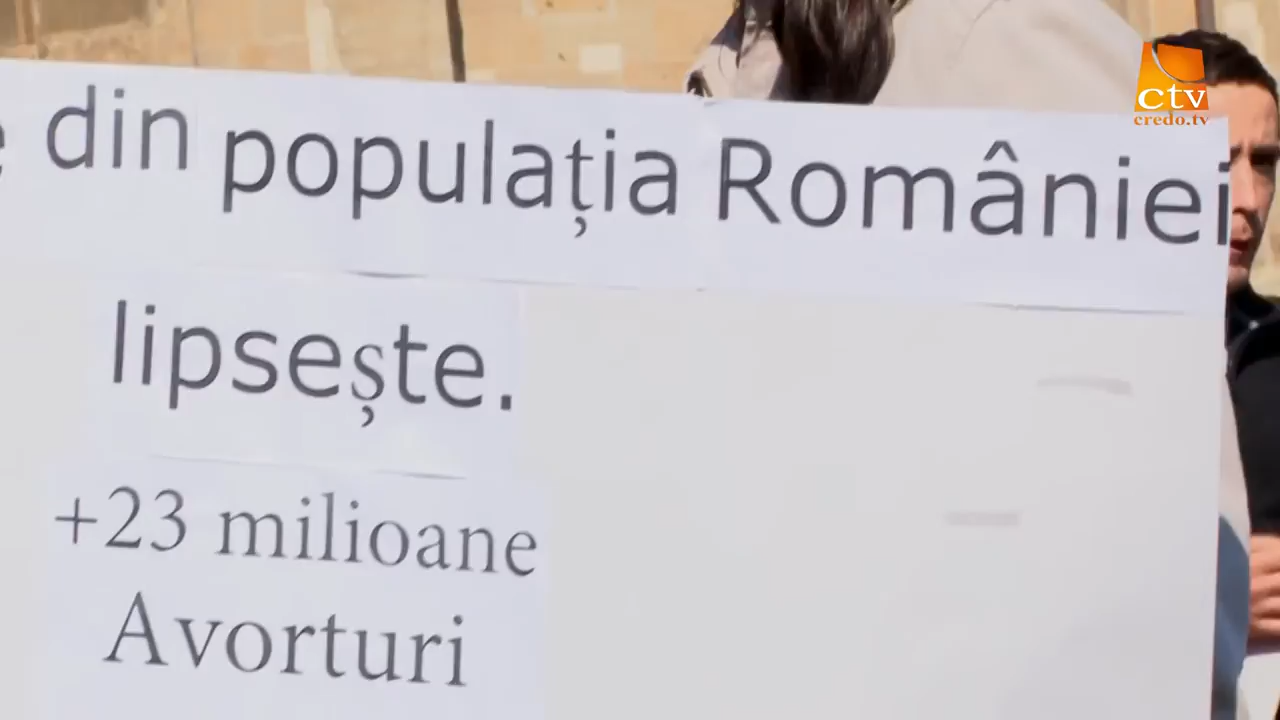 din populația României
lipsește.
+23 milioane
Avorturi
ctv
credo.tv